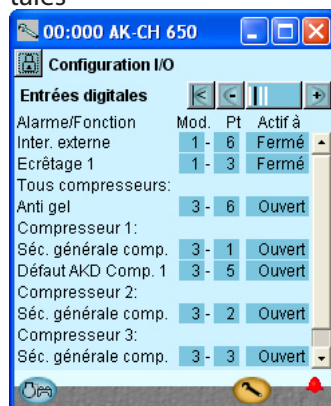 tales
00:000 AK-CH 650
Configuration I/O
Entrées digitales
Alarme/Fonction Mod. Pt Actif à
Inter. externe 1 - 6 Fermé
Ecrêtage 1 1 - 3 Fermé
Tous compresseurs:
Anti gel 3 - 6 Ouvert
Compresseur 1:
Séc. générale comp. 3 - 1 Ouvert
Défaut AKD Comp. 1 3 - 5 Ouvert
Compresseur 2:
Séc. générale comp. 3 - 2 Ouvert
Compresseur 3:
Séc. générale comp. 3 - 3 Ouvert